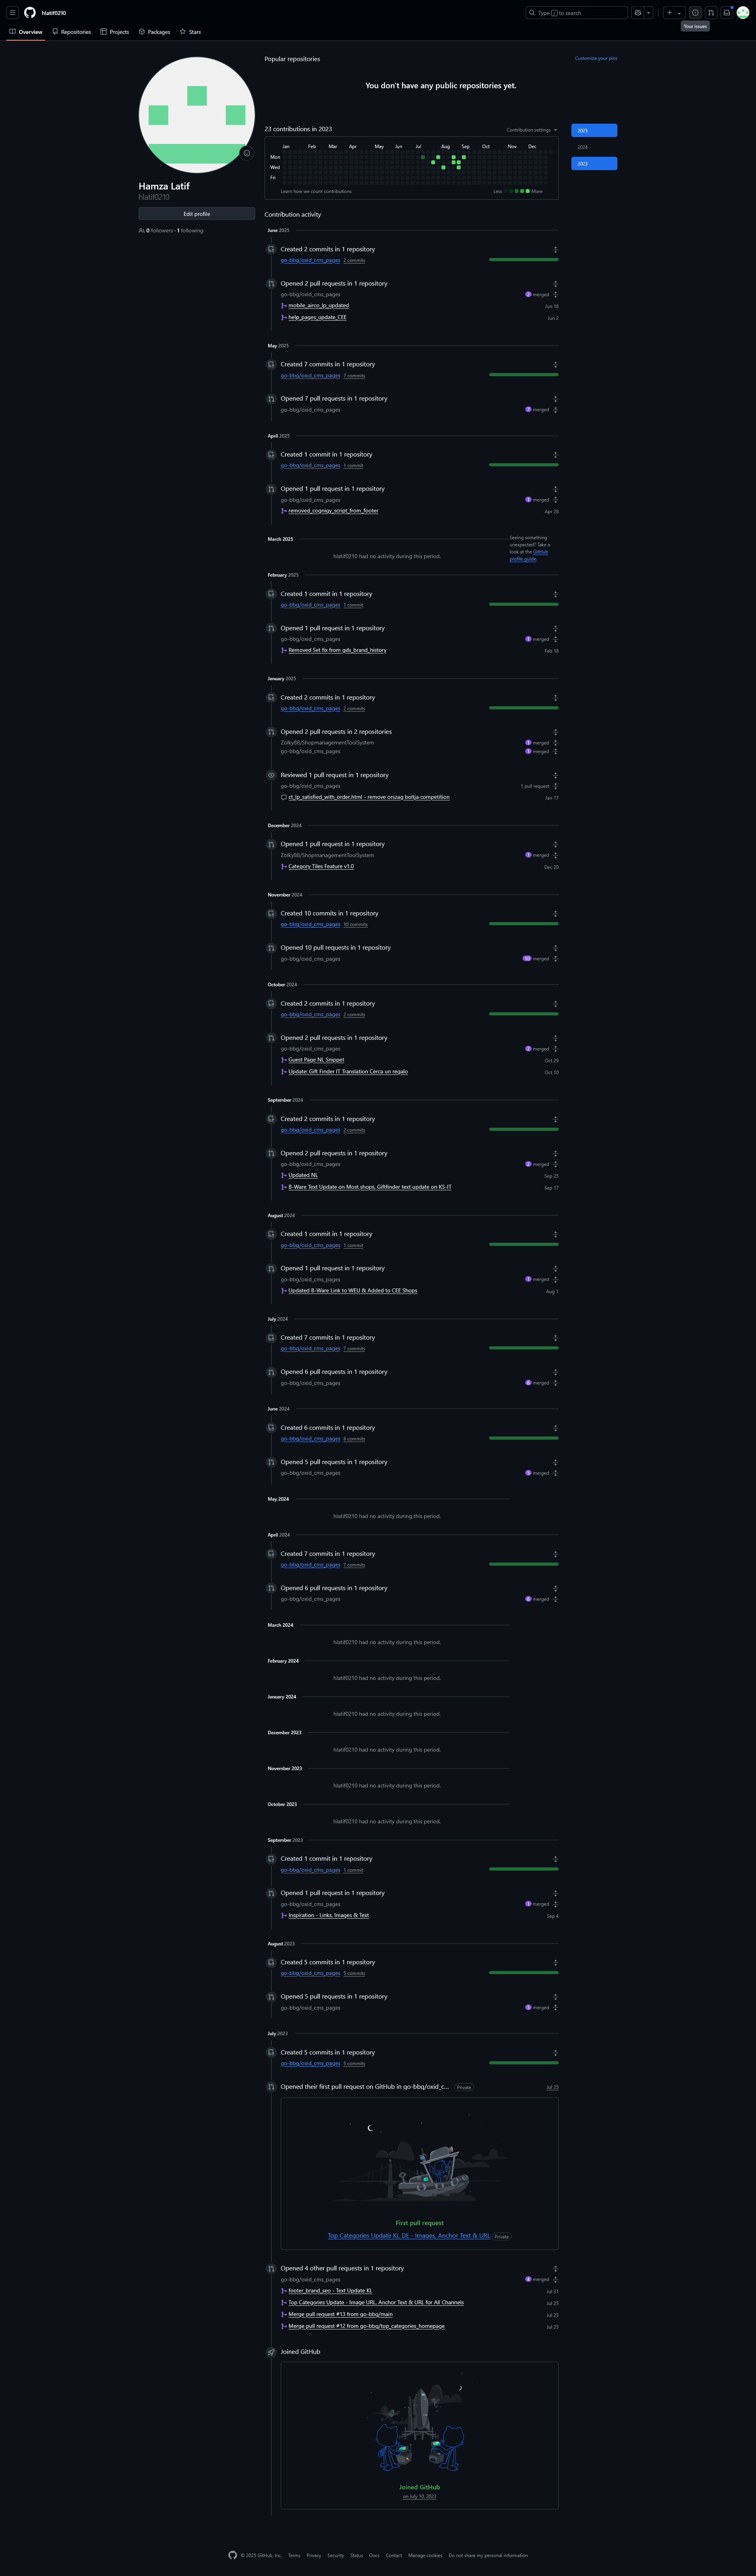 hlatif0210
Type / to search
Your issues
Overview
Repositories
Projects
Packages
Stars
Hamza Latif
hlatif0210
Edit profile
0 followers · 1 following
Popular repositories
Customize your pins
You don't have any public repositories yet.
23 contributions in 2023
Contribution settings
2025
2024
2023
Jan Feb Mar Apr May Jun Jul Aug Sep Oct Nov Dec
Mon
Wed
Fri
Learn how we count contributions
Less More
Contribution activity
June 2025
Created 2 commits in 1 repository
go-bbg/oxid_cms_pages 2 commits
Opened 2 pull requests in 1 repository
go-bbg/oxid_cms_pages 2 merged
mobile_airco_lp_updated Jun 18
help_pages_update_CEE Jun 2
May 2025
Created 7 commits in 1 repository
go-bbg/oxid_cms_pages 7 commits
Opened 7 pull requests in 1 repository
go-bbg/oxid_cms_pages 7 merged
April 2025
Created 1 commit in 1 repository
go-bbg/oxid_cms_pages 1 commit
Opened 1 pull request in 1 repository
go-bbg/oxid_cms_pages 1 merged
removed_cognigy_script_from_footer Apr 28
March 2025
hlatif0210 had no activity during this period.
Seeing something
unexpected? Take a
look at the GitHub
profile guide.
February 2025
Created 1 commit in 1 repository
go-bbg/oxid_cms_pages 1 commit
Opened 1 pull request in 1 repository
go-bbg/oxid_cms_pages 1 merged
Removed Set fix from gds_brand_history Feb 18
January 2025
Created 2 commits in 1 repository
go-bbg/oxid_cms_pages 2 commits
Opened 2 pull requests in 2 repositories
Zolky88/ShopmanagementToolSystem 1 merged
go-bbg/oxid_cms_pages 1 merged
Reviewed 1 pull request in 1 repository
go-bbg/oxid_cms_pages 1 pull request
ct_lp_satisfied_with_order.html - remove orszag boltja competition Jan 17
December 2024
Opened 1 pull request in 1 repository
Zolky88/ShopmanagementToolSystem 1 merged
Category Tiles Feature v1.0 Dec 20
November 2024
Created 10 commits in 1 repository
go-bbg/oxid_cms_pages 10 commits
Opened 10 pull requests in 1 repository
go-bbg/oxid_cms_pages 10 merged
October 2024
Created 2 commits in 1 repository
go-bbg/oxid_cms_pages 2 commits
Opened 2 pull requests in 1 repository
go-bbg/oxid_cms_pages 2 merged
Guest Page NL Snippet Oct 29
Update: Gift Finder IT Translation Cerca un regalo Oct 10
September 2024
Created 2 commits in 1 repository
go-bbg/oxid_cms_pages 2 commits
Opened 2 pull requests in 1 repository
go-bbg/oxid_cms_pages 2 merged
Updated NL Sep 25
B-Ware Text Update on Most shops, Giftfinder text update on KS-IT Sep 17
August 2024
Created 1 commit in 1 repository
go-bbg/oxid_cms_pages 1 commit
Opened 1 pull request in 1 repository
go-bbg/oxid_cms_pages 1 merged
Updated B-Ware Link to WEU & Added to CEE Shops Aug 1
July 2024
Created 7 commits in 1 repository
go-bbg/oxid_cms_pages 7 commits
Opened 6 pull requests in 1 repository
go-bbg/oxid_cms_pages 6 merged
June 2024
Created 6 commits in 1 repository
go-bbg/oxid_cms_pages 6 commits
Opened 5 pull requests in 1 repository
go-bbg/oxid_cms_pages 5 merged
May 2024
hlatif0210 had no activity during this period.
April 2024
Created 7 commits in 1 repository
go-bbg/oxid_cms_pages 7 commits
Opened 6 pull requests in 1 repository
go-bbg/oxid_cms_pages 6 merged
March 2024
hlatif0210 had no activity during this period.
February 2024
hlatif0210 had no activity during this period.
January 2024
hlatif0210 had no activity during this period.
December 2023
hlatif0210 had no activity during this period.
November 2023
hlatif0210 had no activity during this period.
October 2023
hlatif0210 had no activity during this period.
September 2023
Created 1 commit in 1 repository
go-bbg/oxid_cms_pages 1 commit
Opened 1 pull request in 1 repository
go-bbg/oxid_cms_pages 1 merged
Inspiration - Links, Images & Text Sep 4
August 2023
Created 5 commits in 1 repository
go-bbg/oxid_cms_pages 5 commits
Opened 5 pull requests in 1 repository
go-bbg/oxid_cms_pages 5 merged
July 2023
Created 5 commits in 1 repository
go-bbg/oxid_cms_pages 5 commits
Opened their first pull request on GitHub in go-bbg/oxid_c... Private Jul 25
First pull request
Top Categories Update KL DE - Images, Anchor Text & URL Private
Opened 4 other pull requests in 1 repository
go-bbg/oxid_cms_pages 4 merged
footer_brand_seo - Text Update KL Jul 31
Top Categories Update - Image URL, Anchor Text & URL for All Channels Jul 25
Merge pull request #13 from go-bbg/main Jul 25
Merge pull request #12 from go-bbg/top_categories_homepage Jul 25
Joined GitHub
Joined GitHub
on July 10, 2023
© 2025 GitHub, Inc. Terms Privacy Security Status Docs Contact Manage cookies Do not share my personal information